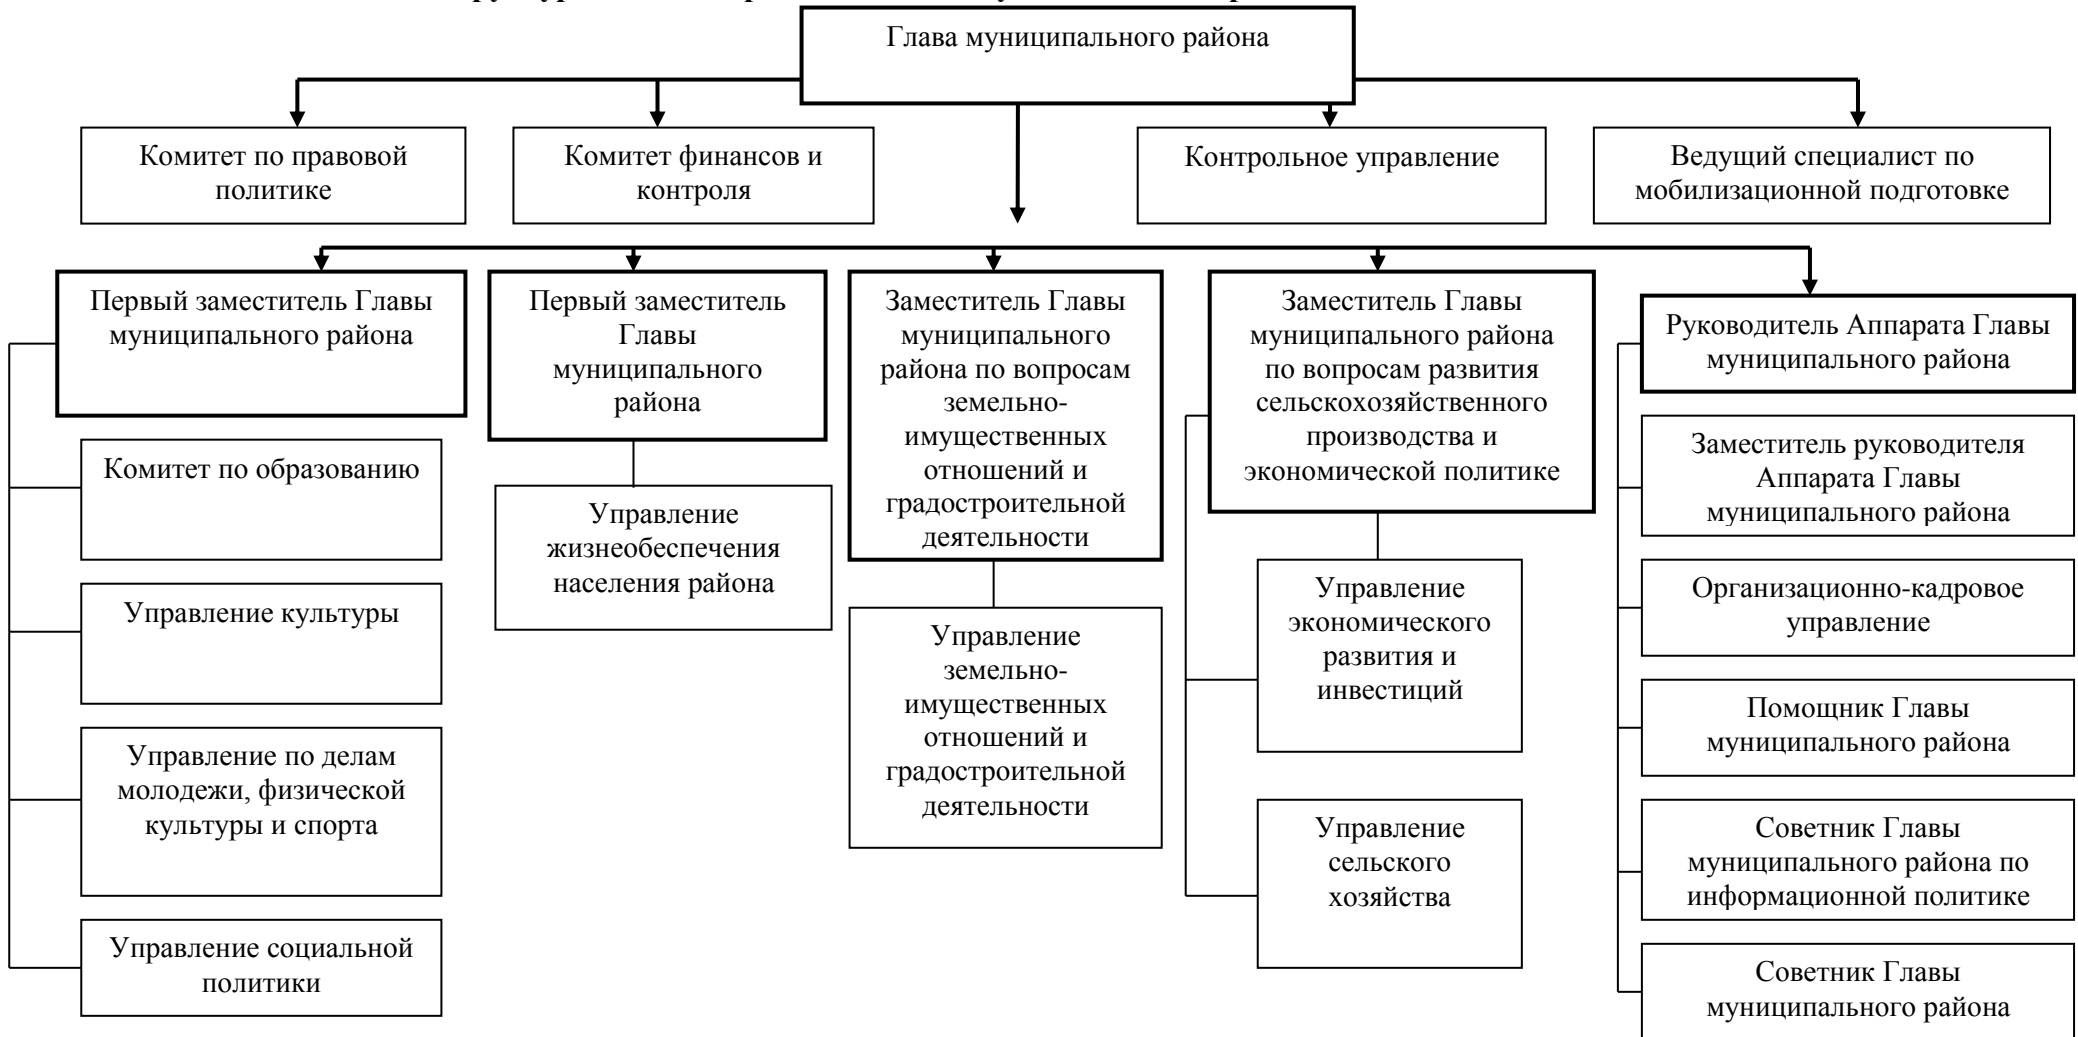 Глава муниципального района
Комитет по правовой
политике
Комитет финансов и
контроля
Контрольное управление
Ведущий специалист по
мобилизационной подготовке
Первый заместитель Главы
муниципального района
Первый заместитель
Главы
муниципального
района
Заместитель Главы
муниципального
района по вопросам
земельно-
имущественных
отношений и
градостроительной
деятельности
Заместитель Главы
муниципального района
по вопросам развития
сельскохозяйственного
производства и
экономической политике
Руководитель Аппарата Главы
муниципального района
Комитет по образованию
Управление культуры
Управление по делам
молодежи, физической
культуры и спорта
Управление социальной
политики
Управление
жизнеобеспечения
населения района
Управление
земельно-
имущественных
отношений и
градостроительной
деятельности
Управление
экономического
развития и
инвестиций
Управление
сельского
хозяйства
Заместитель руководителя
Аппарата Главы
муниципального района
Организационно-кадровое
управление
Помощник Главы
муниципального района
Советник Главы
муниципального района по
информационной политике
Советник Главы
муниципального района